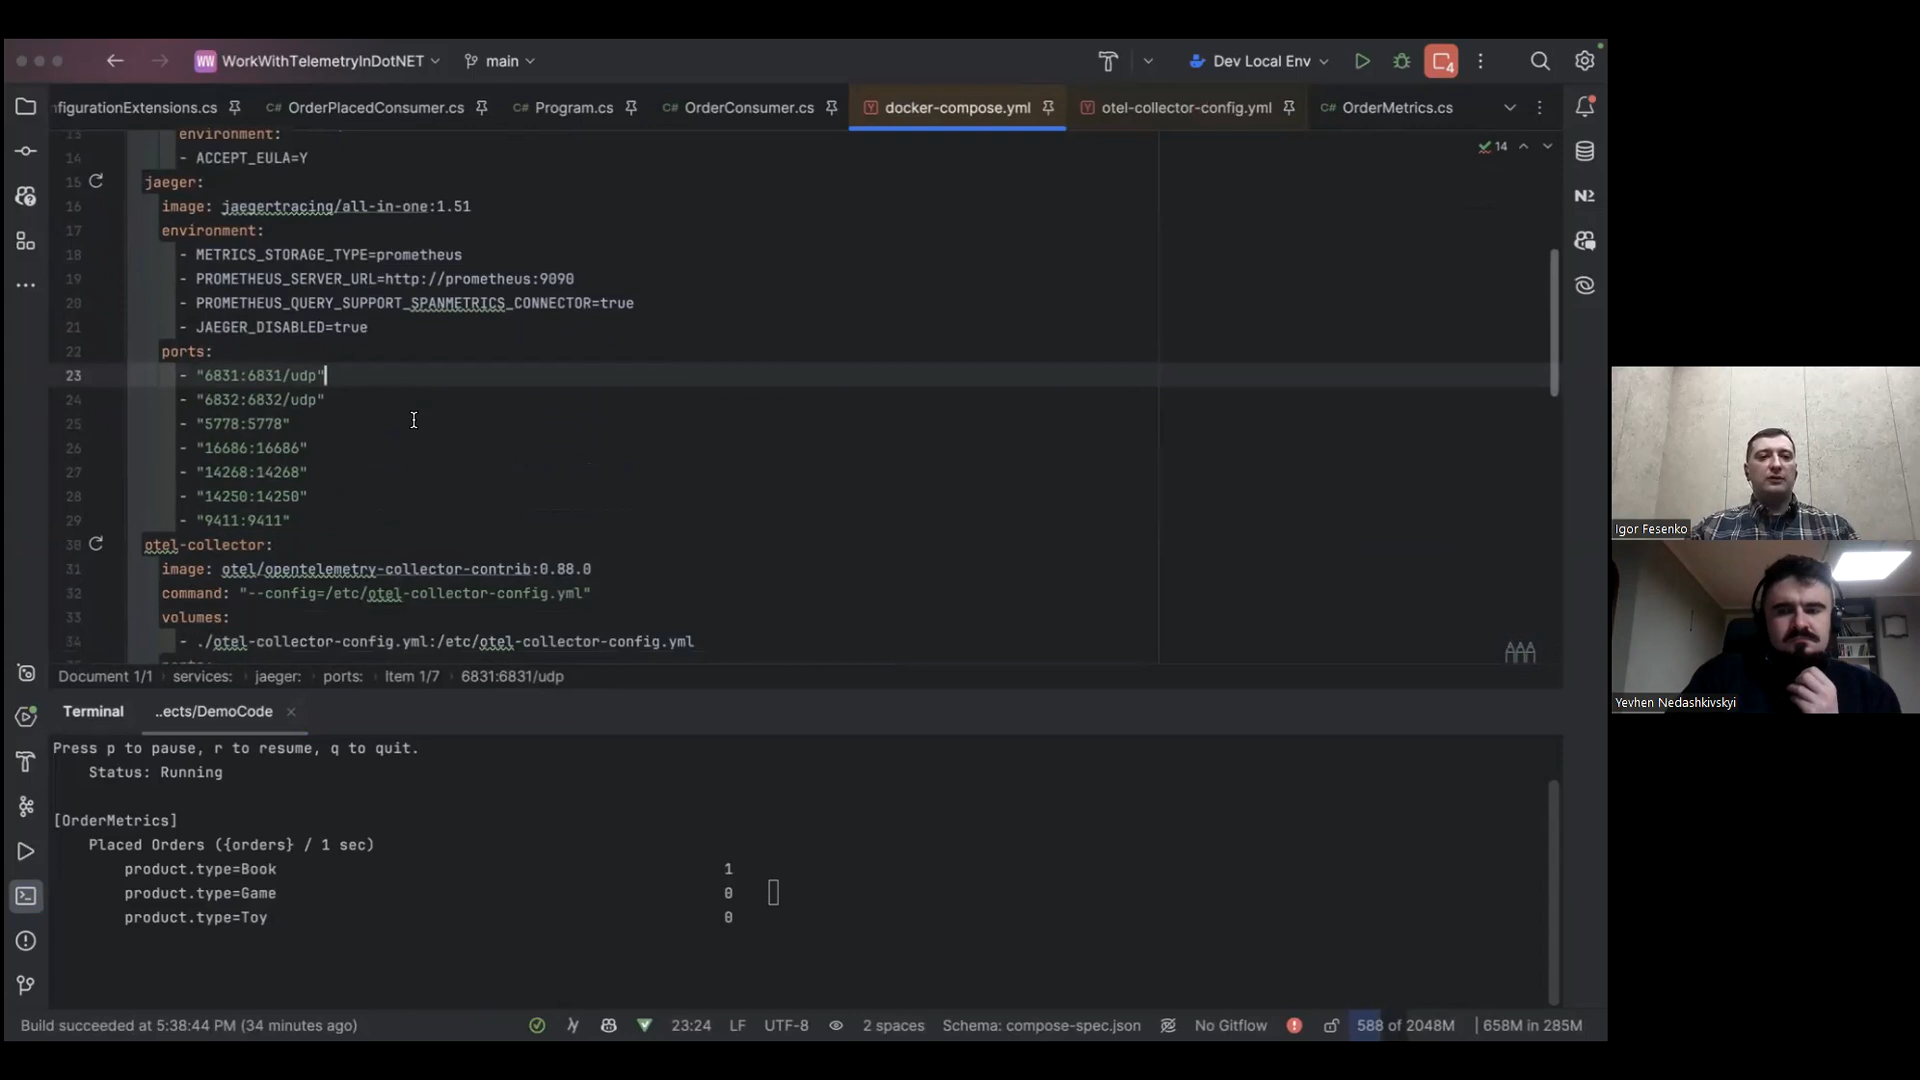 WW WorkWithTelemetryInDotNET main Dev Local Env 4
nfigurationExtensions.cs C# OrderPlacedConsumer.cs C# Program.cs C# OrderConsumer.cs docker-compose.yml otel-collector-config.yml C# OrderMetrics.cs
13 environment:
14 - ACCEPT_EULA=Y
14
15 jaeger:
16 image: jaegertracing/all-in-one:1.51
17 environment:
18 - METRICS_STORAGE_TYPE=prometheus
19 - PROMETHEUS_SERVER_URL=http://prometheus:9090
20 - PROMETHEUS_QUERY_SUPPORT_SPANMETRICS_CONNECTOR=true
21 - JAEGER_DISABLED=true
22 ports:
23 - "6831:6831/udp"
24 - "6832:6832/udp"
25 - "5778:5778"
26 - "16686:16686"
27 - "14268:14268"
28 - "14250:14250"
29 - "9411:9411"
30 otel-collector:
31 image: otel/opentelemetry-collector-contrib:0.88.0
32 command: "--config=/etc/otel-collector-config.yml"
33 volumes:
34 - ./otel-collector-config.yml:/etc/otel-collector-config.yml
Document 1/1 services: jaeger: ports: Item 1/7 6831:6831/udp
Terminal ..ects/DemoCode
Press p to pause, r to resume, q to quit.
Status: Running
[OrderMetrics]
Placed Orders ({orders} / 1 sec)
product.type=Book 1
product.type=Game 0
product.type=Toy 0
Build succeeded at 5:38:44 PM (34 minutes ago) 23:24 LF UTF-8 2 spaces Schema: compose-spec.json No Gitflow 588 of 2048M 658M in 285M
Igor Fesenko
Yevhen Nedashkivskyi